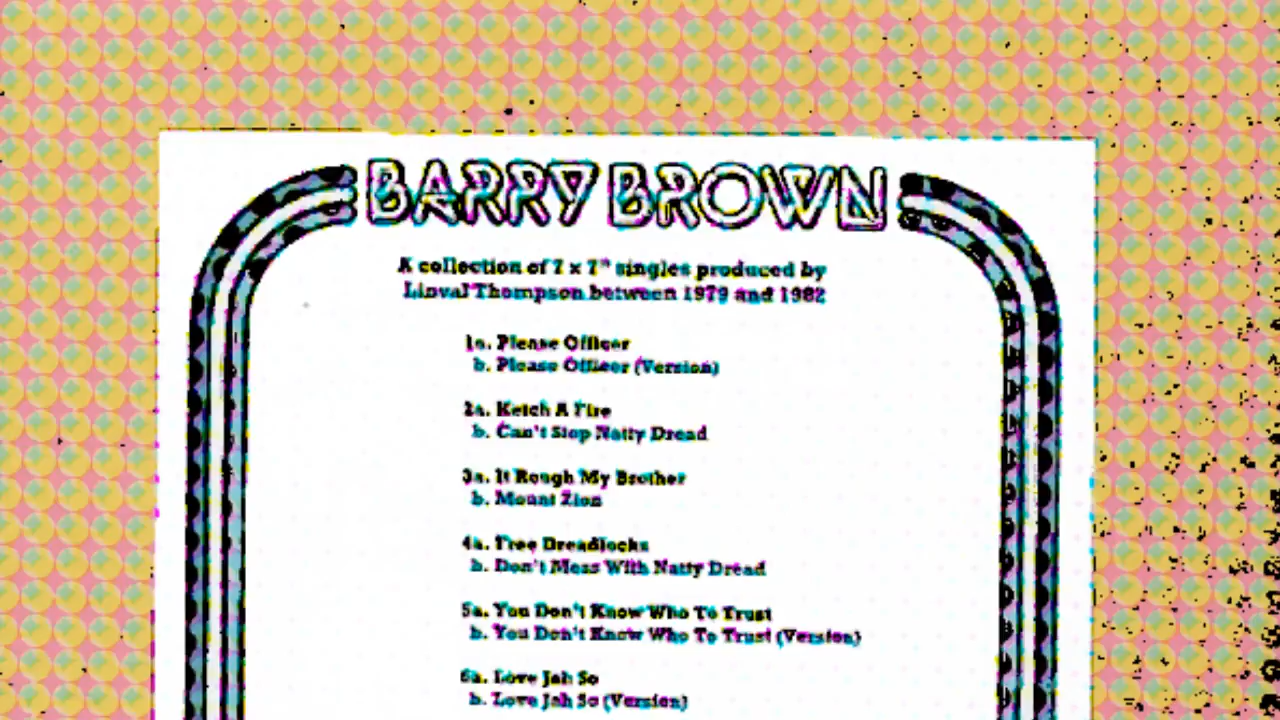 BARRY BROWN
A collection of 7 x 7" singles produced by
Linval Thompson between 1979 and 1982
1a. Please Officer
b. Please Officer (Version)
2a. Ketch A Fire
b. Can't Stop Natty Dread
3a. It Rough My Brother
b. Mount Zion
4a. Free Dreadlocks
b. Don't Mess With Natty Dread
5a. You Don't Know Who To Trust
b. You Don't Know Who To Trust (Version)
6a. Love Jah So
b. Love Jah So (Version)